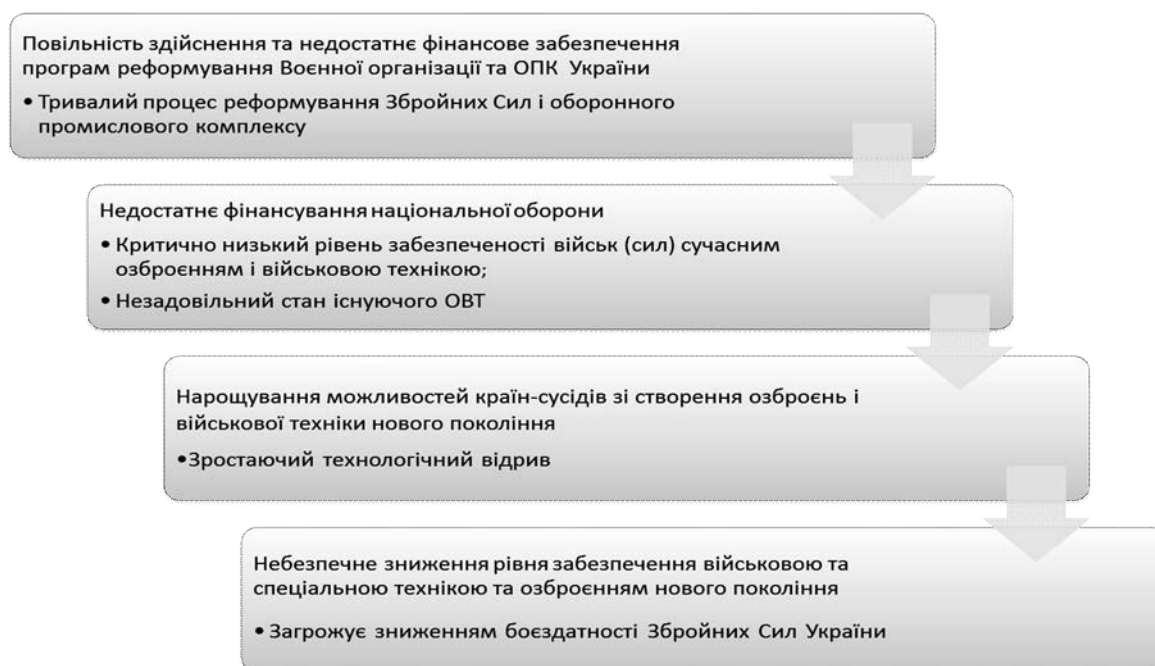 Повільність здійснення та недостатнє фінансове забезпечення
програм реформування Воєнної організації та ОПК України
• Тривалий процес реформування Збройних Сил і оборонного
промислового комплексу
Недостатнє фінансування національної оборони
• Критично низький рівень забезпеченості військ (сил) сучасним
озброєнням і військовою технікою;
• Незадовільний стан існуючого ОВТ
Нарощування можливостей країн-сусідів зі створення озброєнь і
військової техніки нового покоління
•Зростаючий технологічний відрив
Небезпечне зниження рівня забезпечення військовою та
спеціальною технікою та озброєнням нового покоління
• Загрожує зниженням боєздатності Збройних Сил України